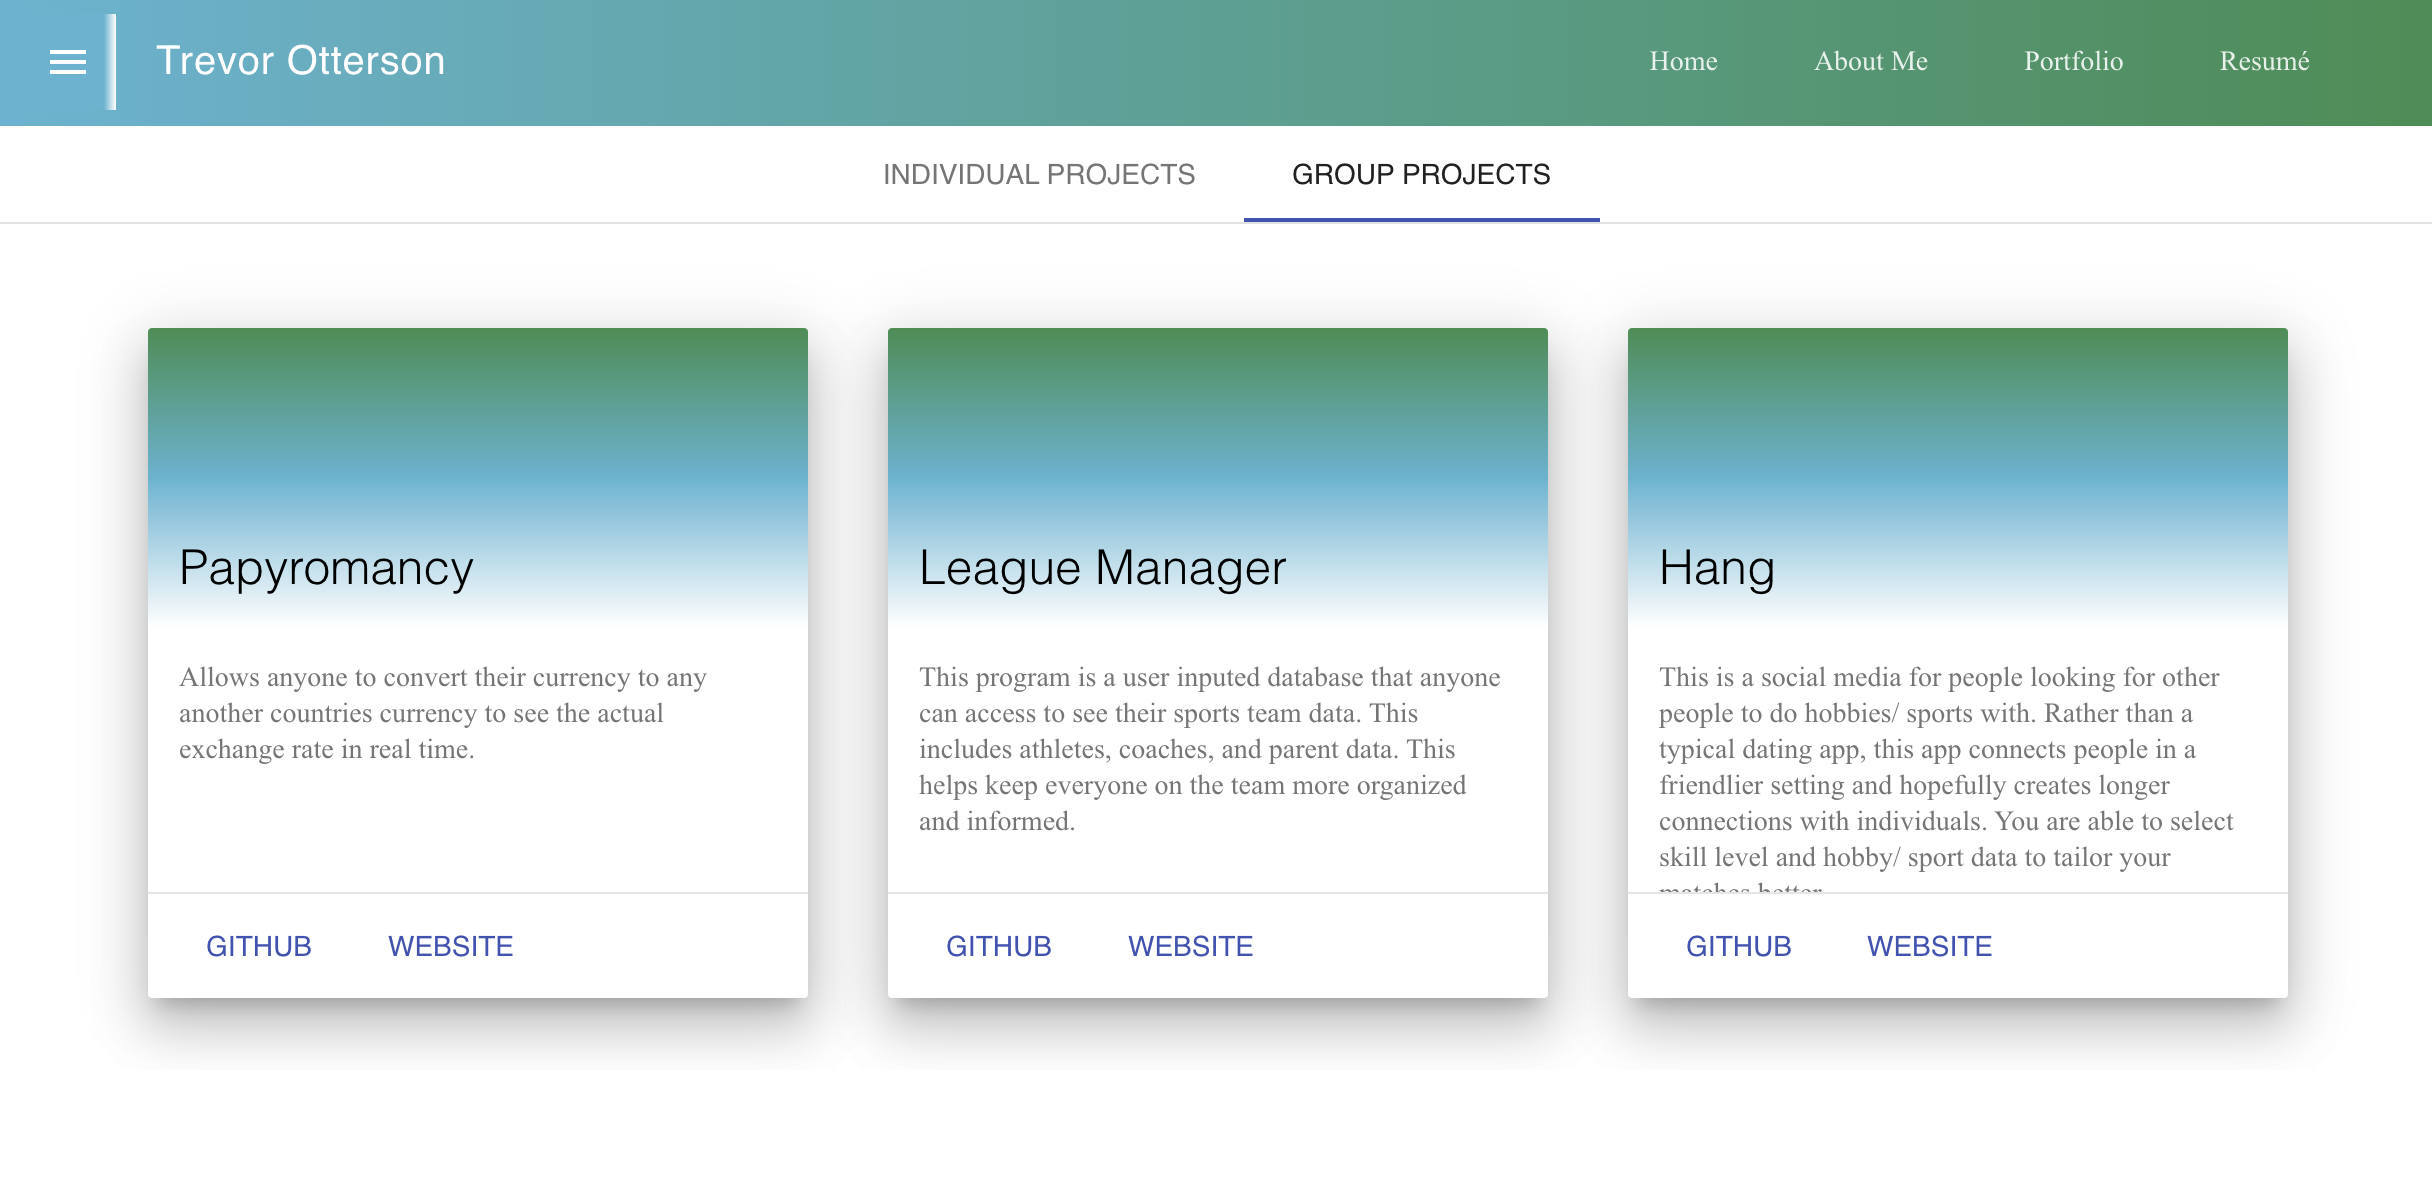 Trevor Otterson
Home
About Me
Portfolio
Resumé
INDIVIDUAL PROJECTS
GROUP PROJECTS
Papyromancy
Allows anyone to convert their currency to any
another countries currency to see the actual
exchange rate in real time.
GITHUB
WEBSITE
League Manager
This program is a user inputed database that anyone
can access to see their sports team data. This
includes athletes, coaches, and parent data. This
helps keep everyone on the team more organized
and informed.
GITHUB
WEBSITE
Hang
This is a social media for people looking for other
people to do hobbies/ sports with. Rather than a
typical dating app, this app connects people in a
friendlier setting and hopefully creates longer
connections with individuals. You are able to select
skill level and hobby/ sport data to tailor your
matches better.
GITHUB
WEBSITE